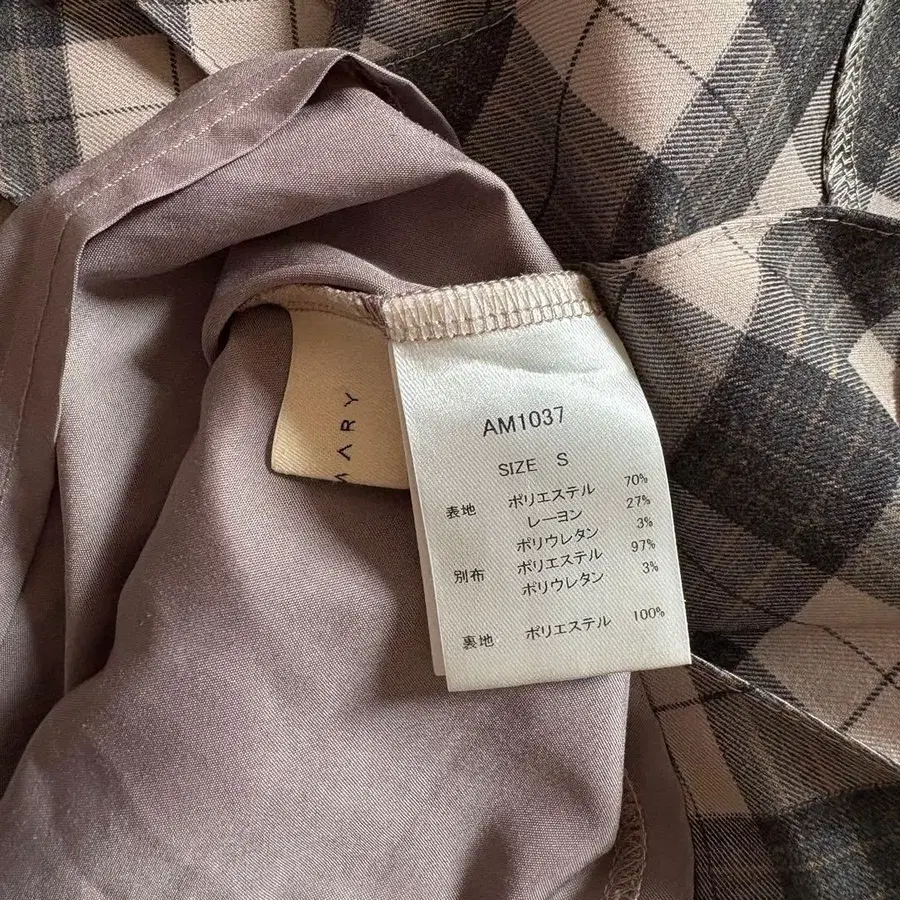 MARY
AM1037
SIZE S
表地 ポリエステル 70%
レーヨン 27%
ポリウレタン 3%
別布 ポリエステル 97%
ポリウレタン 3%
裏地 ポリエステル 100%